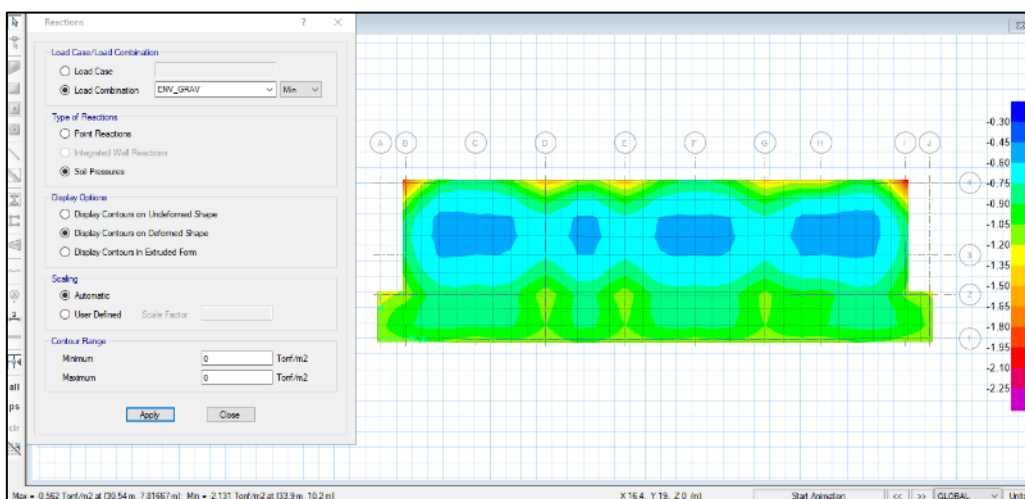 Reactions ? ×
Load Case/Load Combination
Load Case
Load Combination ENV_GRAV Min
Type of Reactions
Point Reactions
Integrated Wall Reactions
Soil Pressures
Display Options
Display Contours on Undeformed Shape
Display Contours on Deformed Shape
Display Contours in Extruded Form
Scaling
Automatic
User Defined Scale Factor
Contour Range
Minimum 0 Tonf/m2
Maximum 0 Tonf/m2
Apply Close
all
ps
clr
A B C D E F G H I J
4
3
2
1
-0.30
-0.45
-0.60
-0.75
-0.90
-1.05
-1.20
-1.35
-1.50
-1.65
-1.80
-1.95
-2.10
-2.25
Max = -0.562 Tonf/m2 at [30.54 m, 7.81667 m]; Min = -2.131 Tonf/m2 at [33.9 m, 10.2 m]
X 16.4, Y 19, Z 0 (m)
Start Animation << >> GLOBAL Units